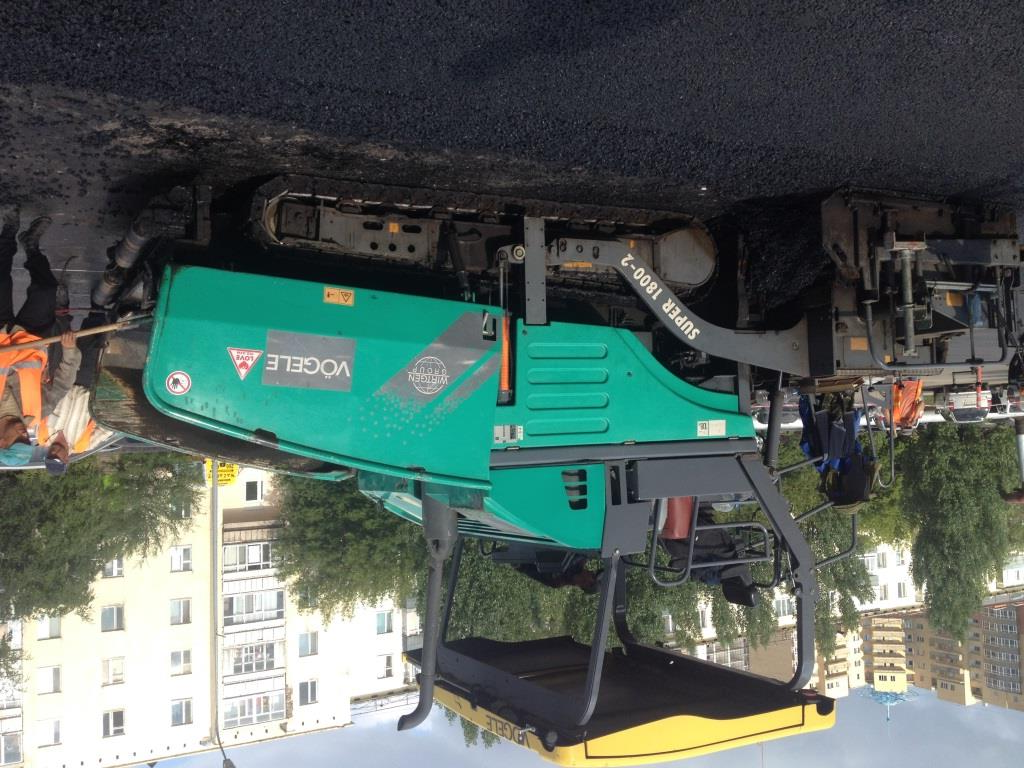 VÖGELE
VÖGELE
WIRTGEN
GROUP
SUPER 1800-2